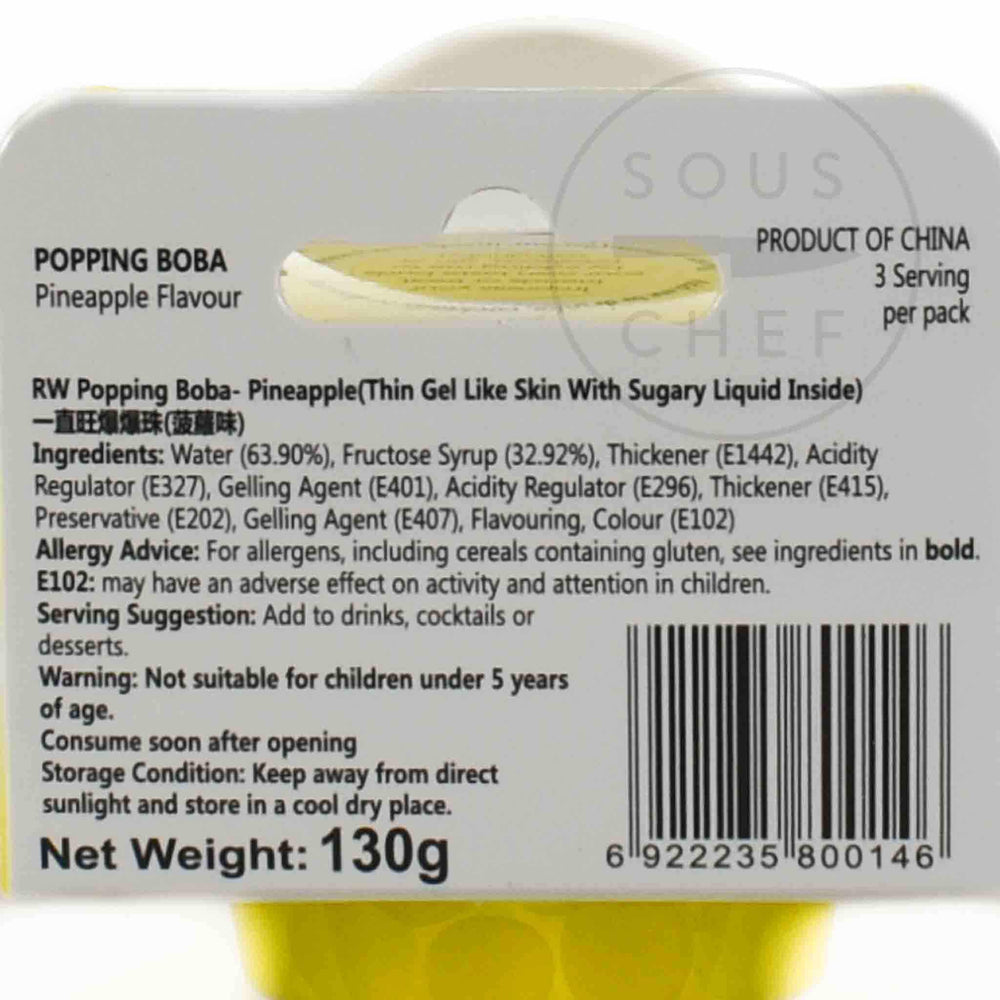 SOUS
CHEF
POPPING BOBA
Pineapple Flavour
PRODUCT OF CHINA
3 Serving
per pack
RW Popping Boba- Pineapple(Thin Gel Like Skin With Sugary Liquid Inside)
一直旺爆爆珠(菠蘿味)
Ingredients: Water (63.90%), Fructose Syrup (32.92%), Thickener (E1442), Acidity
Regulator (E327), Gelling Agent (E401), Acidity Regulator (E296), Thickener (E415),
Preservative (E202), Gelling Agent (E407), Flavouring, Colour (E102)
Allergy Advice: For allergens, including cereals containing gluten, see ingredients in bold.
E102: may have an adverse effect on activity and attention in children.
Serving Suggestion: Add to drinks, cocktails or
desserts.
Warning: Not suitable for children under 5 years
of age.
Consume soon after opening
Storage Condition: Keep away from direct
sunlight and store in a cool dry place.
Net Weight: 130g
6 922235 800146